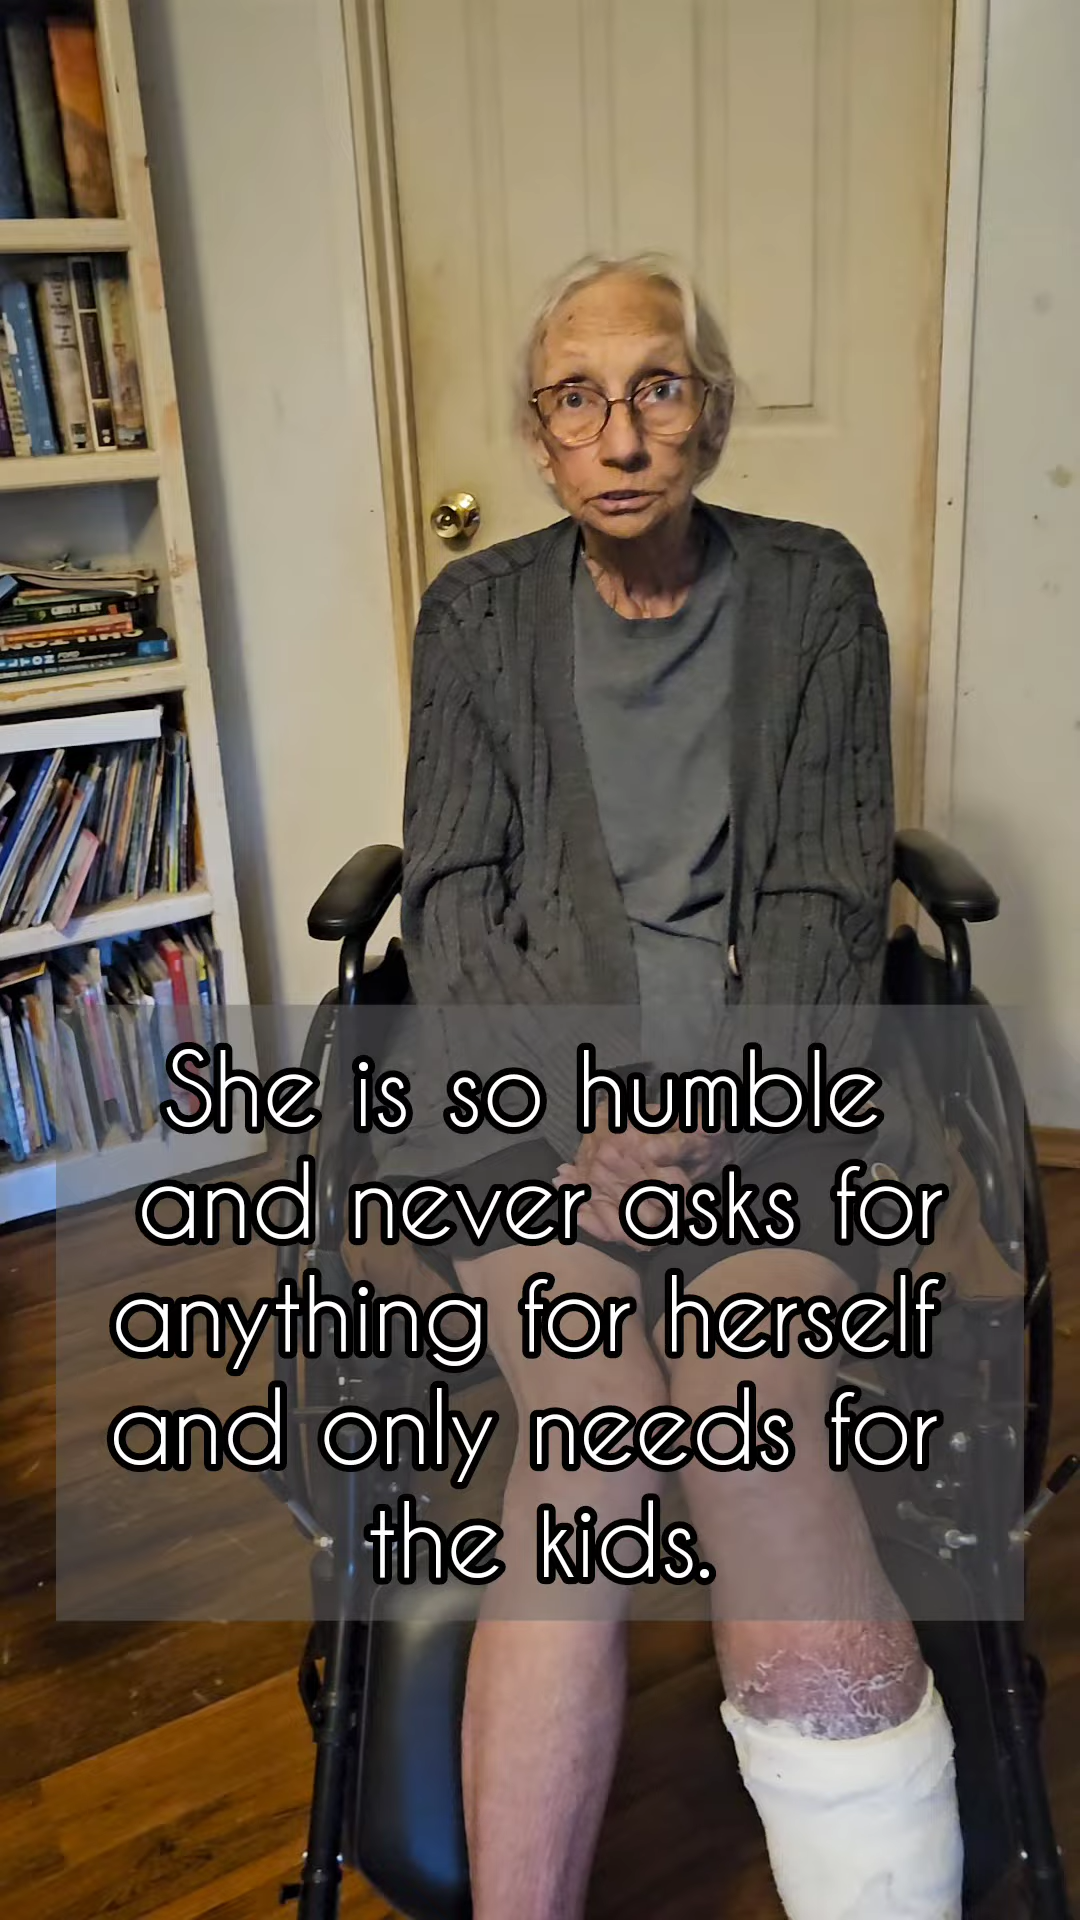 She is so humble
and never asks for
anything for herself
and only needs for
the kids.